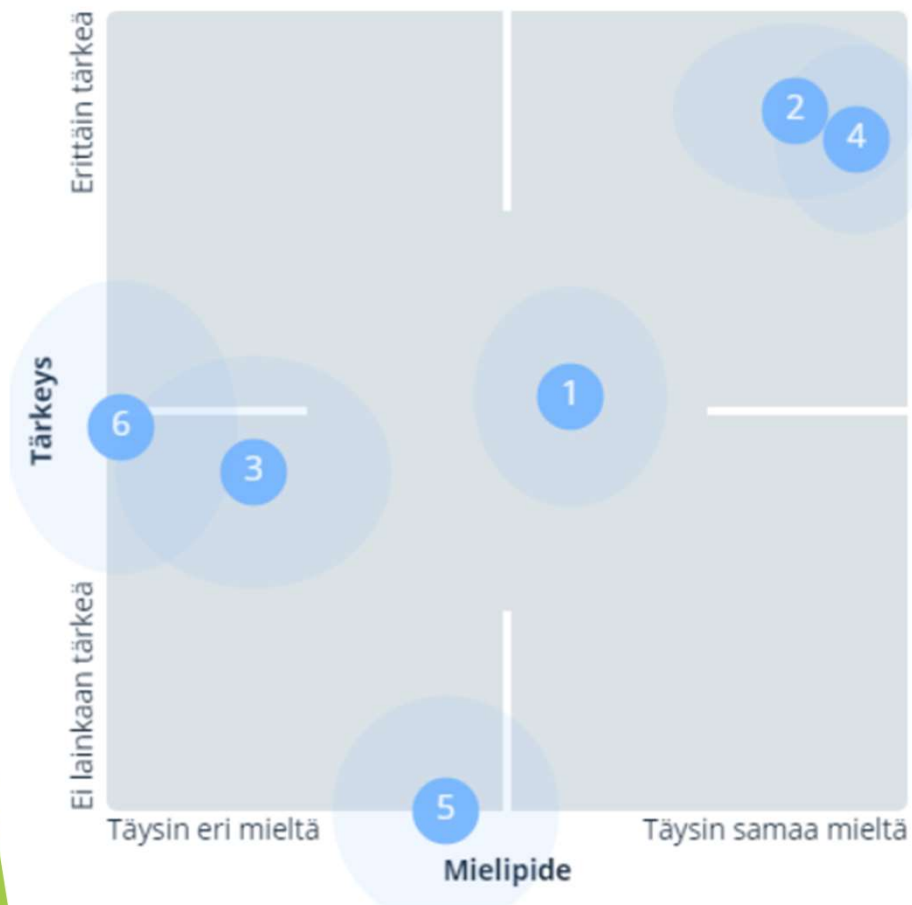 Erittäin tärkeä
2
4
Tärkeys
1
6
3
Ei lainkaan tärkeä
5
Täysin eri mieltä
Täysin samaa mieltä
Mielipide